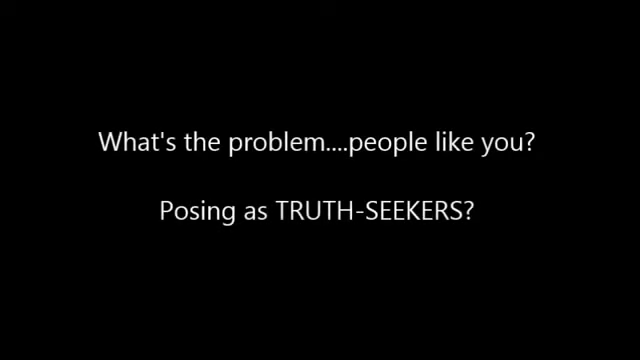 What's the problem....people like you?
Posing as TRUTH-SEEKERS?